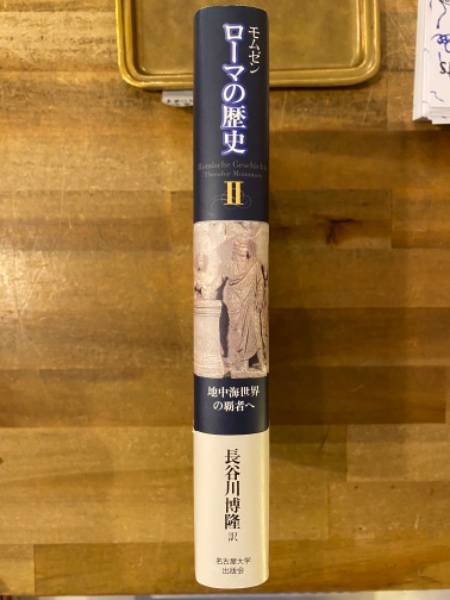 モムゼン
ローマの歴史
Römische Geschichte
Theodor Mommsen
II
地中海世界
の覇者へ
長谷川博隆 訳
名古屋大学
出版会